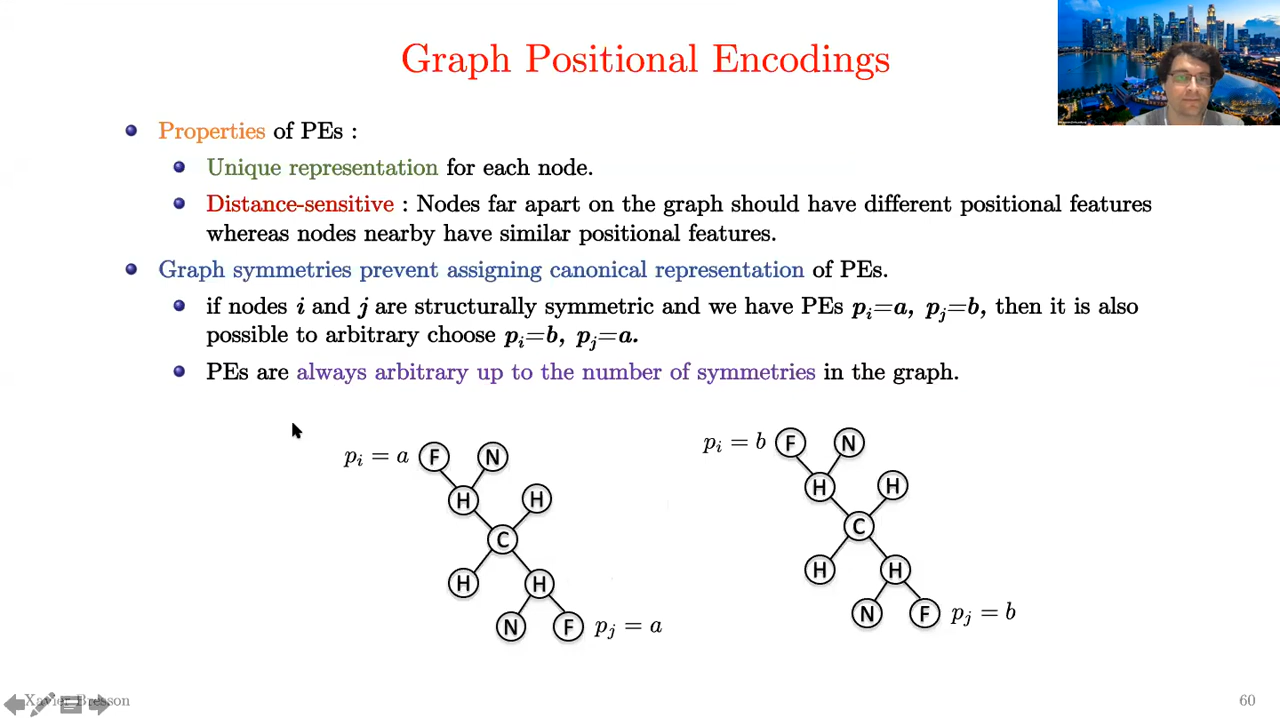 Graph Positional Encodings
Properties of PEs :
Unique representation for each node.
Distance-sensitive : Nodes far apart on the graph should have different positional features
whereas nodes nearby have similar positional features.
Graph symmetries prevent assigning canonical representation of PEs.
if nodes i and j are structurally symmetric and we have PEs pᵢ=a, pⱼ=b, then it is also
possible to arbitrary choose pᵢ=b, pⱼ=a.
PEs are always arbitrary up to the number of symmetries in the graph.
pᵢ = a F N
H H
C
H H
N F pⱼ = a
pᵢ = b F N
H H
C
H H
N F pⱼ = b
Xavier Bresson
60